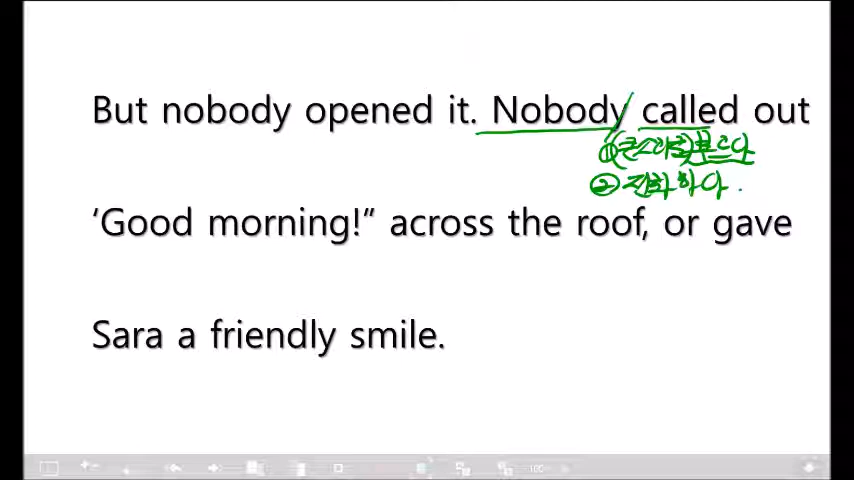 But nobody opened it. Nobody called out
①(큰소리로)부르다
② 전화하다.
‘Good morning!” across the roof, or gave
Sara a friendly smile.
100